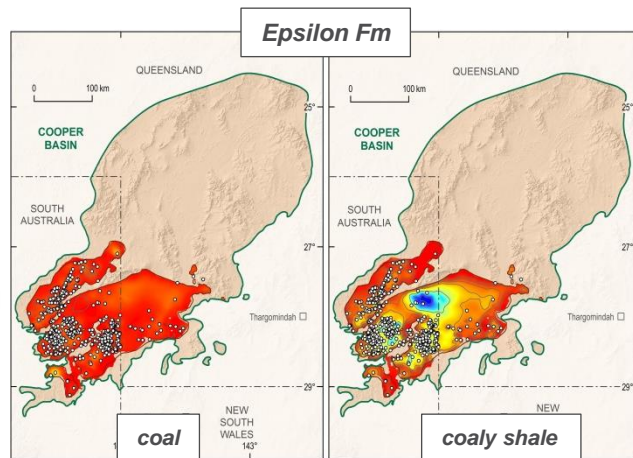 Epsilon Fm
QUEENSLAND
0
100 km
25°
COOPER
BASIN
SOUTH
AUSTRALIA
27°
29°
NEW
SOUTH
WALES
143°
coal
QUEENSLAND
0
100 km
25°
COOPER
BASIN
SOUTH
AUSTRALIA
27°
Thargomindah
29°
NEW
coaly shale